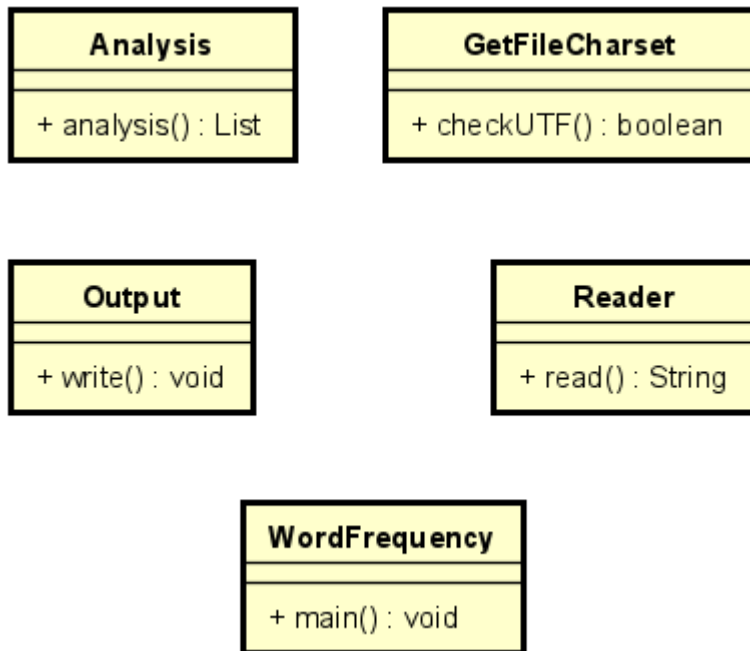 Analysis
+ analysis() : List
GetFileCharset
+ checkUTF() : boolean
Output
+ write() : void
Reader
+ read() : String
WordFrequency
+ main() : void